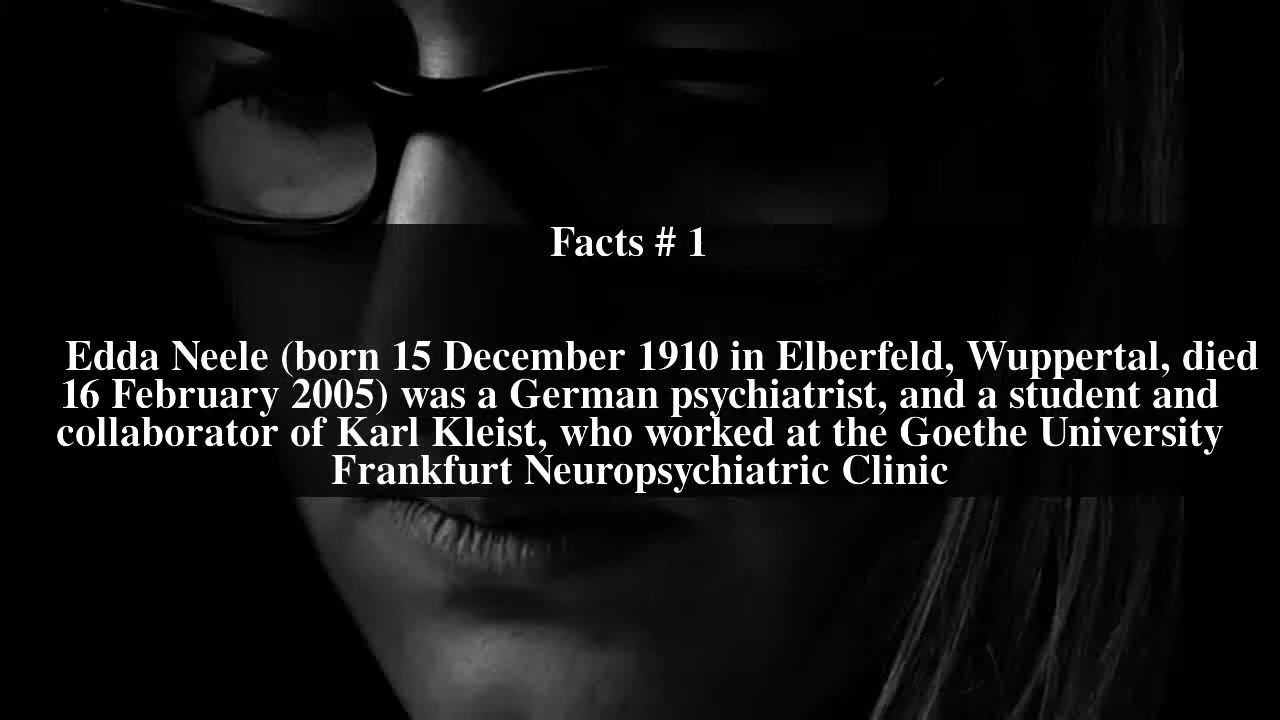 Facts # 1
Edda Neele (born 15 December 1910 in Elberfeld, Wuppertal, died
16 February 2005) was a German psychiatrist, and a student and
collaborator of Karl Kleist, who worked at the Goethe University
Frankfurt Neuropsychiatric Clinic